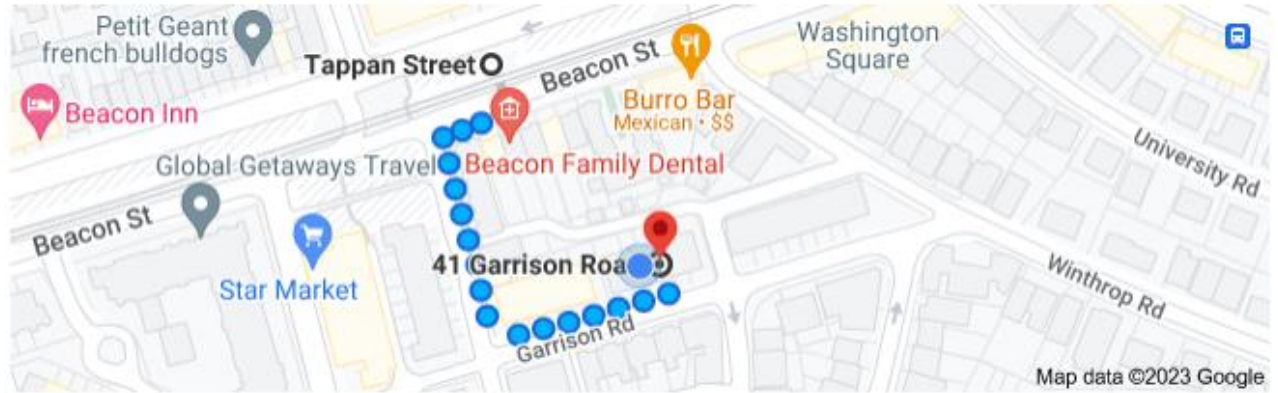 Petit Geant
french bulldogs
Tappan Street
Beacon St
Washington
Square
Beacon Inn
Burro Bar
Mexican • $$
Global Getaways Travel
Beacon Family Dental
University Rd
Beacon St
Star Market
41 Garrison Roa
Winthrop Rd
Garrison Rd
Map data ©2023 Google